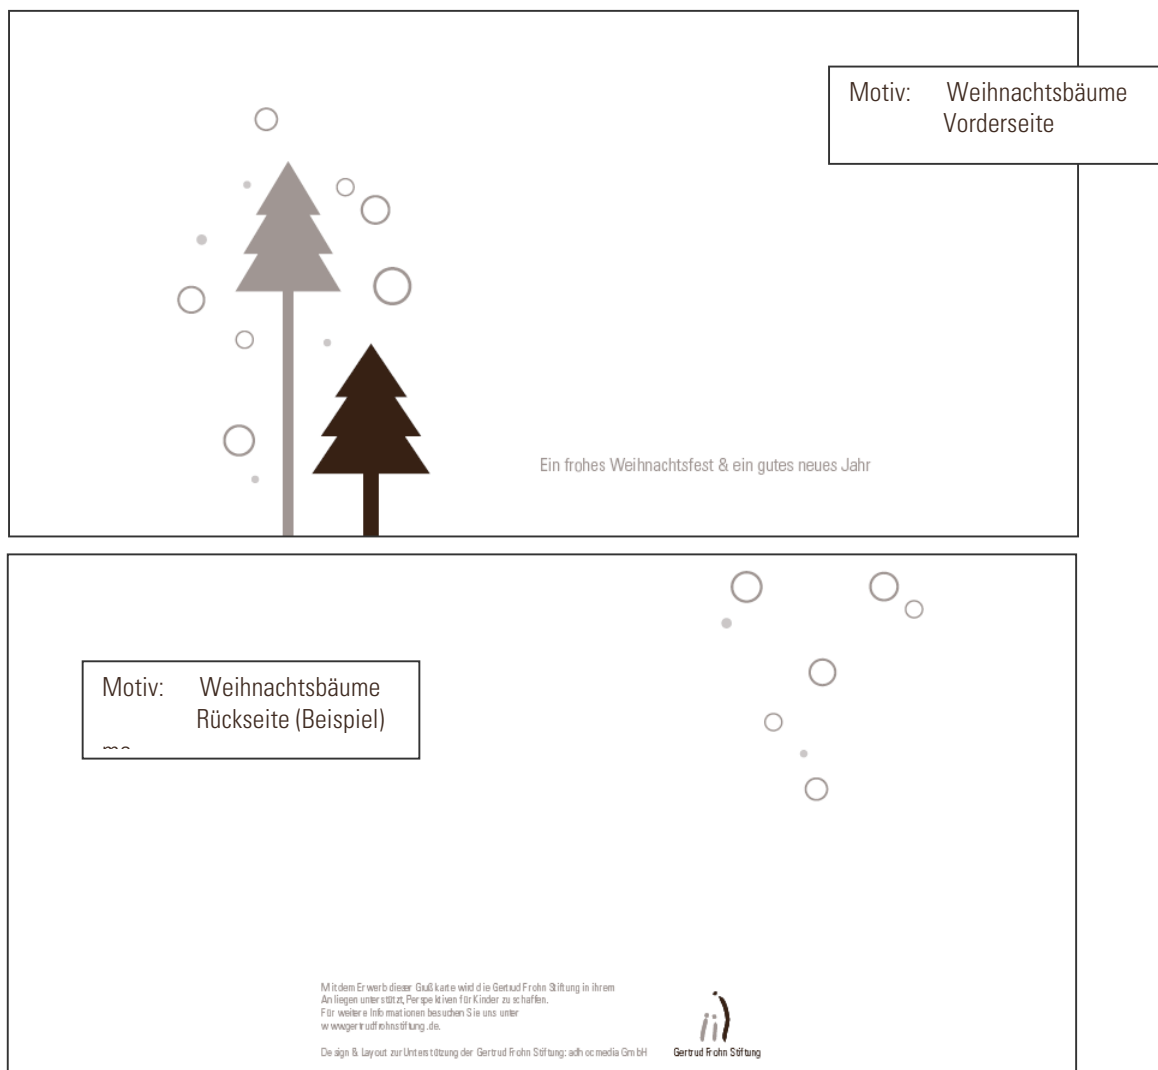 Motiv: Weihnachtsbäume
Vorderseite
Ein frohes Weihnachtsfest & ein gutes neues Jahr
Motiv: Weihnachtsbäume
Rückseite (Beispiel)
Mit dem Erwerb dieser Grußkarte wird die Gertrud Frohn Stiftung in ihrem
Anliegen unterstützt, Perspektiven für Kinder zu schaffen.
Für weitere Informationen besuchen Sie uns unter
www.gertrudfrohnstiftung.de.
Design & Layout zur Unterstützung der Gertrud Frohn Stiftung: adhocmedia GmbH
Gertrud Frohn Stiftung